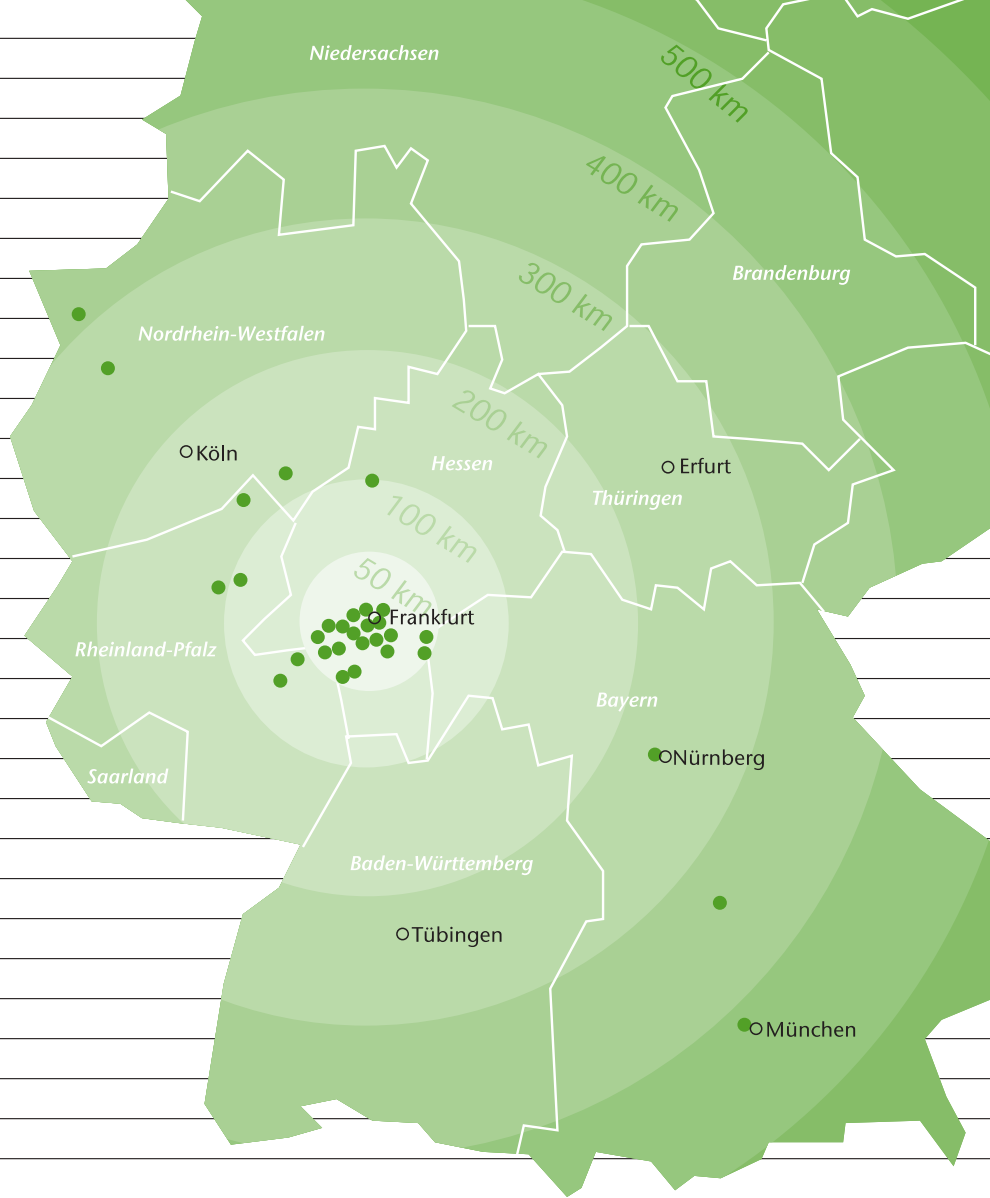 Niedersachsen
500 km
400 km
Brandenburg
300 km
Nordrhein-Westfalen
200 km
Köln
Hessen
Erfurt
Thüringen
100 km
50 km
Frankfurt
Rheinland-Pfalz
Bayern
Nürnberg
Saarland
Baden-Württemberg
Tübingen
München